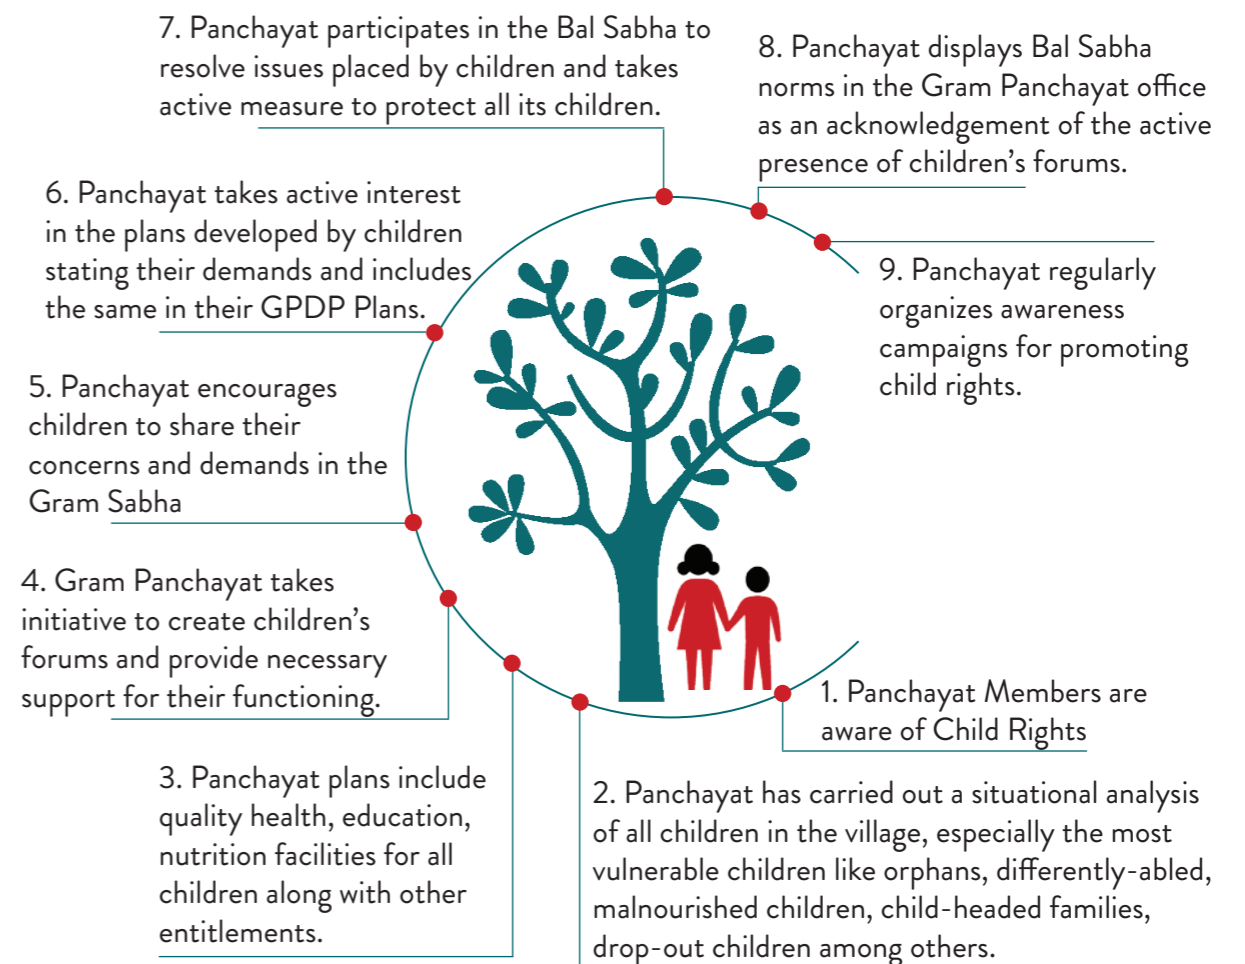 7. Panchayat participates in the Bal Sabha to
resolve issues placed by children and takes
active measure to protect all its children.
8. Panchayat displays Bal Sabha
norms in the Gram Panchayat office
as an acknowledgement of the active
presence of children's forums.
6. Panchayat takes active interest
in the plans developed by children
stating their demands and includes
the same in their GPDP Plans.
9. Panchayat regularly
organizes awareness
campaigns for promoting
child rights.
5. Panchayat encourages
children to share their
concerns and demands in the
Gram Sabha
4. Gram Panchayat takes
initiative to create children's
forums and provide necessary
support for their functioning.
1. Panchayat Members are
aware of Child Rights
3. Panchayat plans include
quality health, education,
nutrition facilities for all
children along with other
entitlements.
2. Panchayat has carried out a situational analysis
of all children in the village, especially the most
vulnerable children like orphans, differently-abled,
malnourished children, child-headed families,
drop-out children among others.